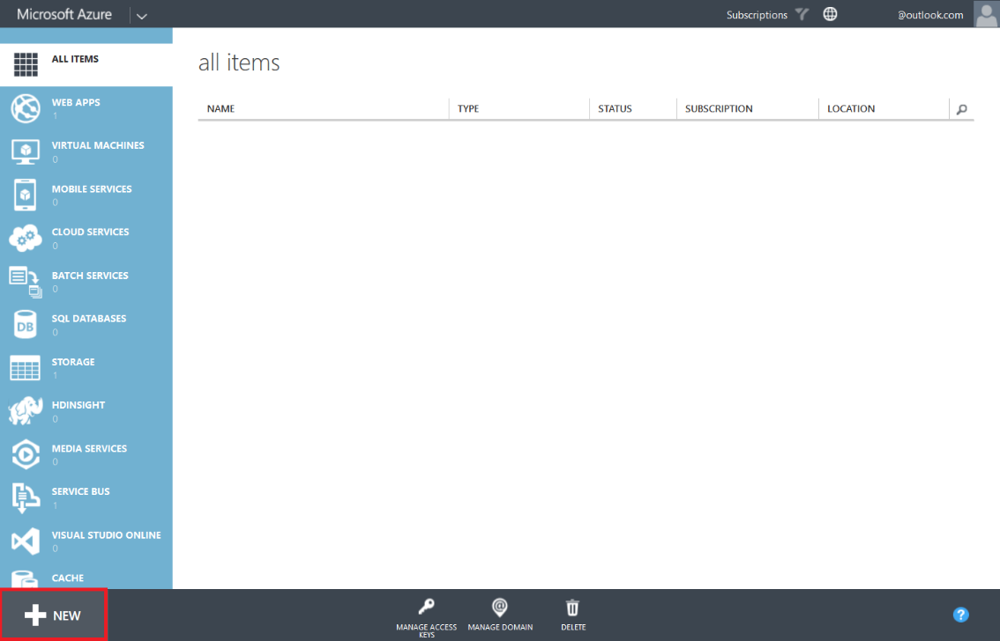 Microsoft Azure
Subscriptions
@outlook.com
ALL ITEMS
WEB APPS
1
VIRTUAL MACHINES
0
MOBILE SERVICES
0
CLOUD SERVICES
0
BATCH SERVICES
0
DB
SQL DATABASES
0
STORAGE
1
HDINSIGHT
0
MEDIA SERVICES
0
SERVICE BUS
1
VISUAL STUDIO ONLINE
0
CACHE
all items
NAME
TYPE
STATUS
SUBSCRIPTION
LOCATION
NEW
MANAGE ACCESS
KEYS
MANAGE DOMAIN
DELETE
?